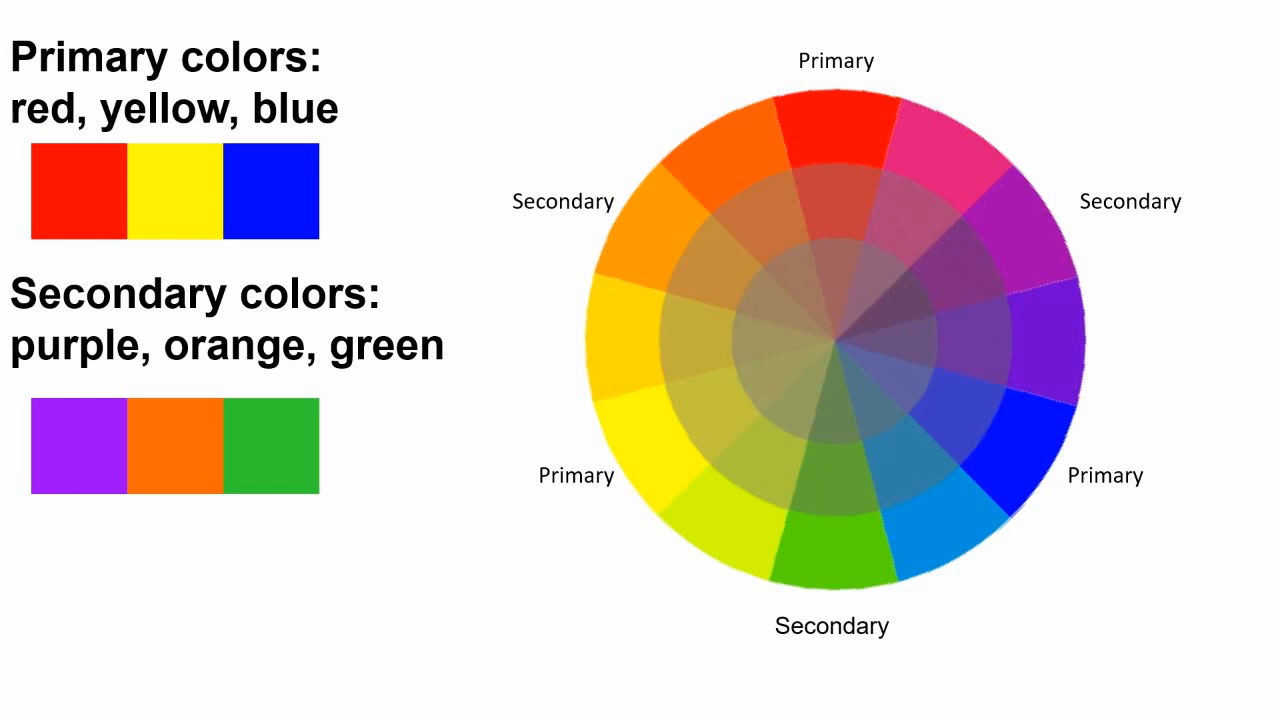 Primary colors:
red, yellow, blue
Secondary colors:
purple, orange, green
Primary
Secondary
Secondary
Primary
Primary
Secondary